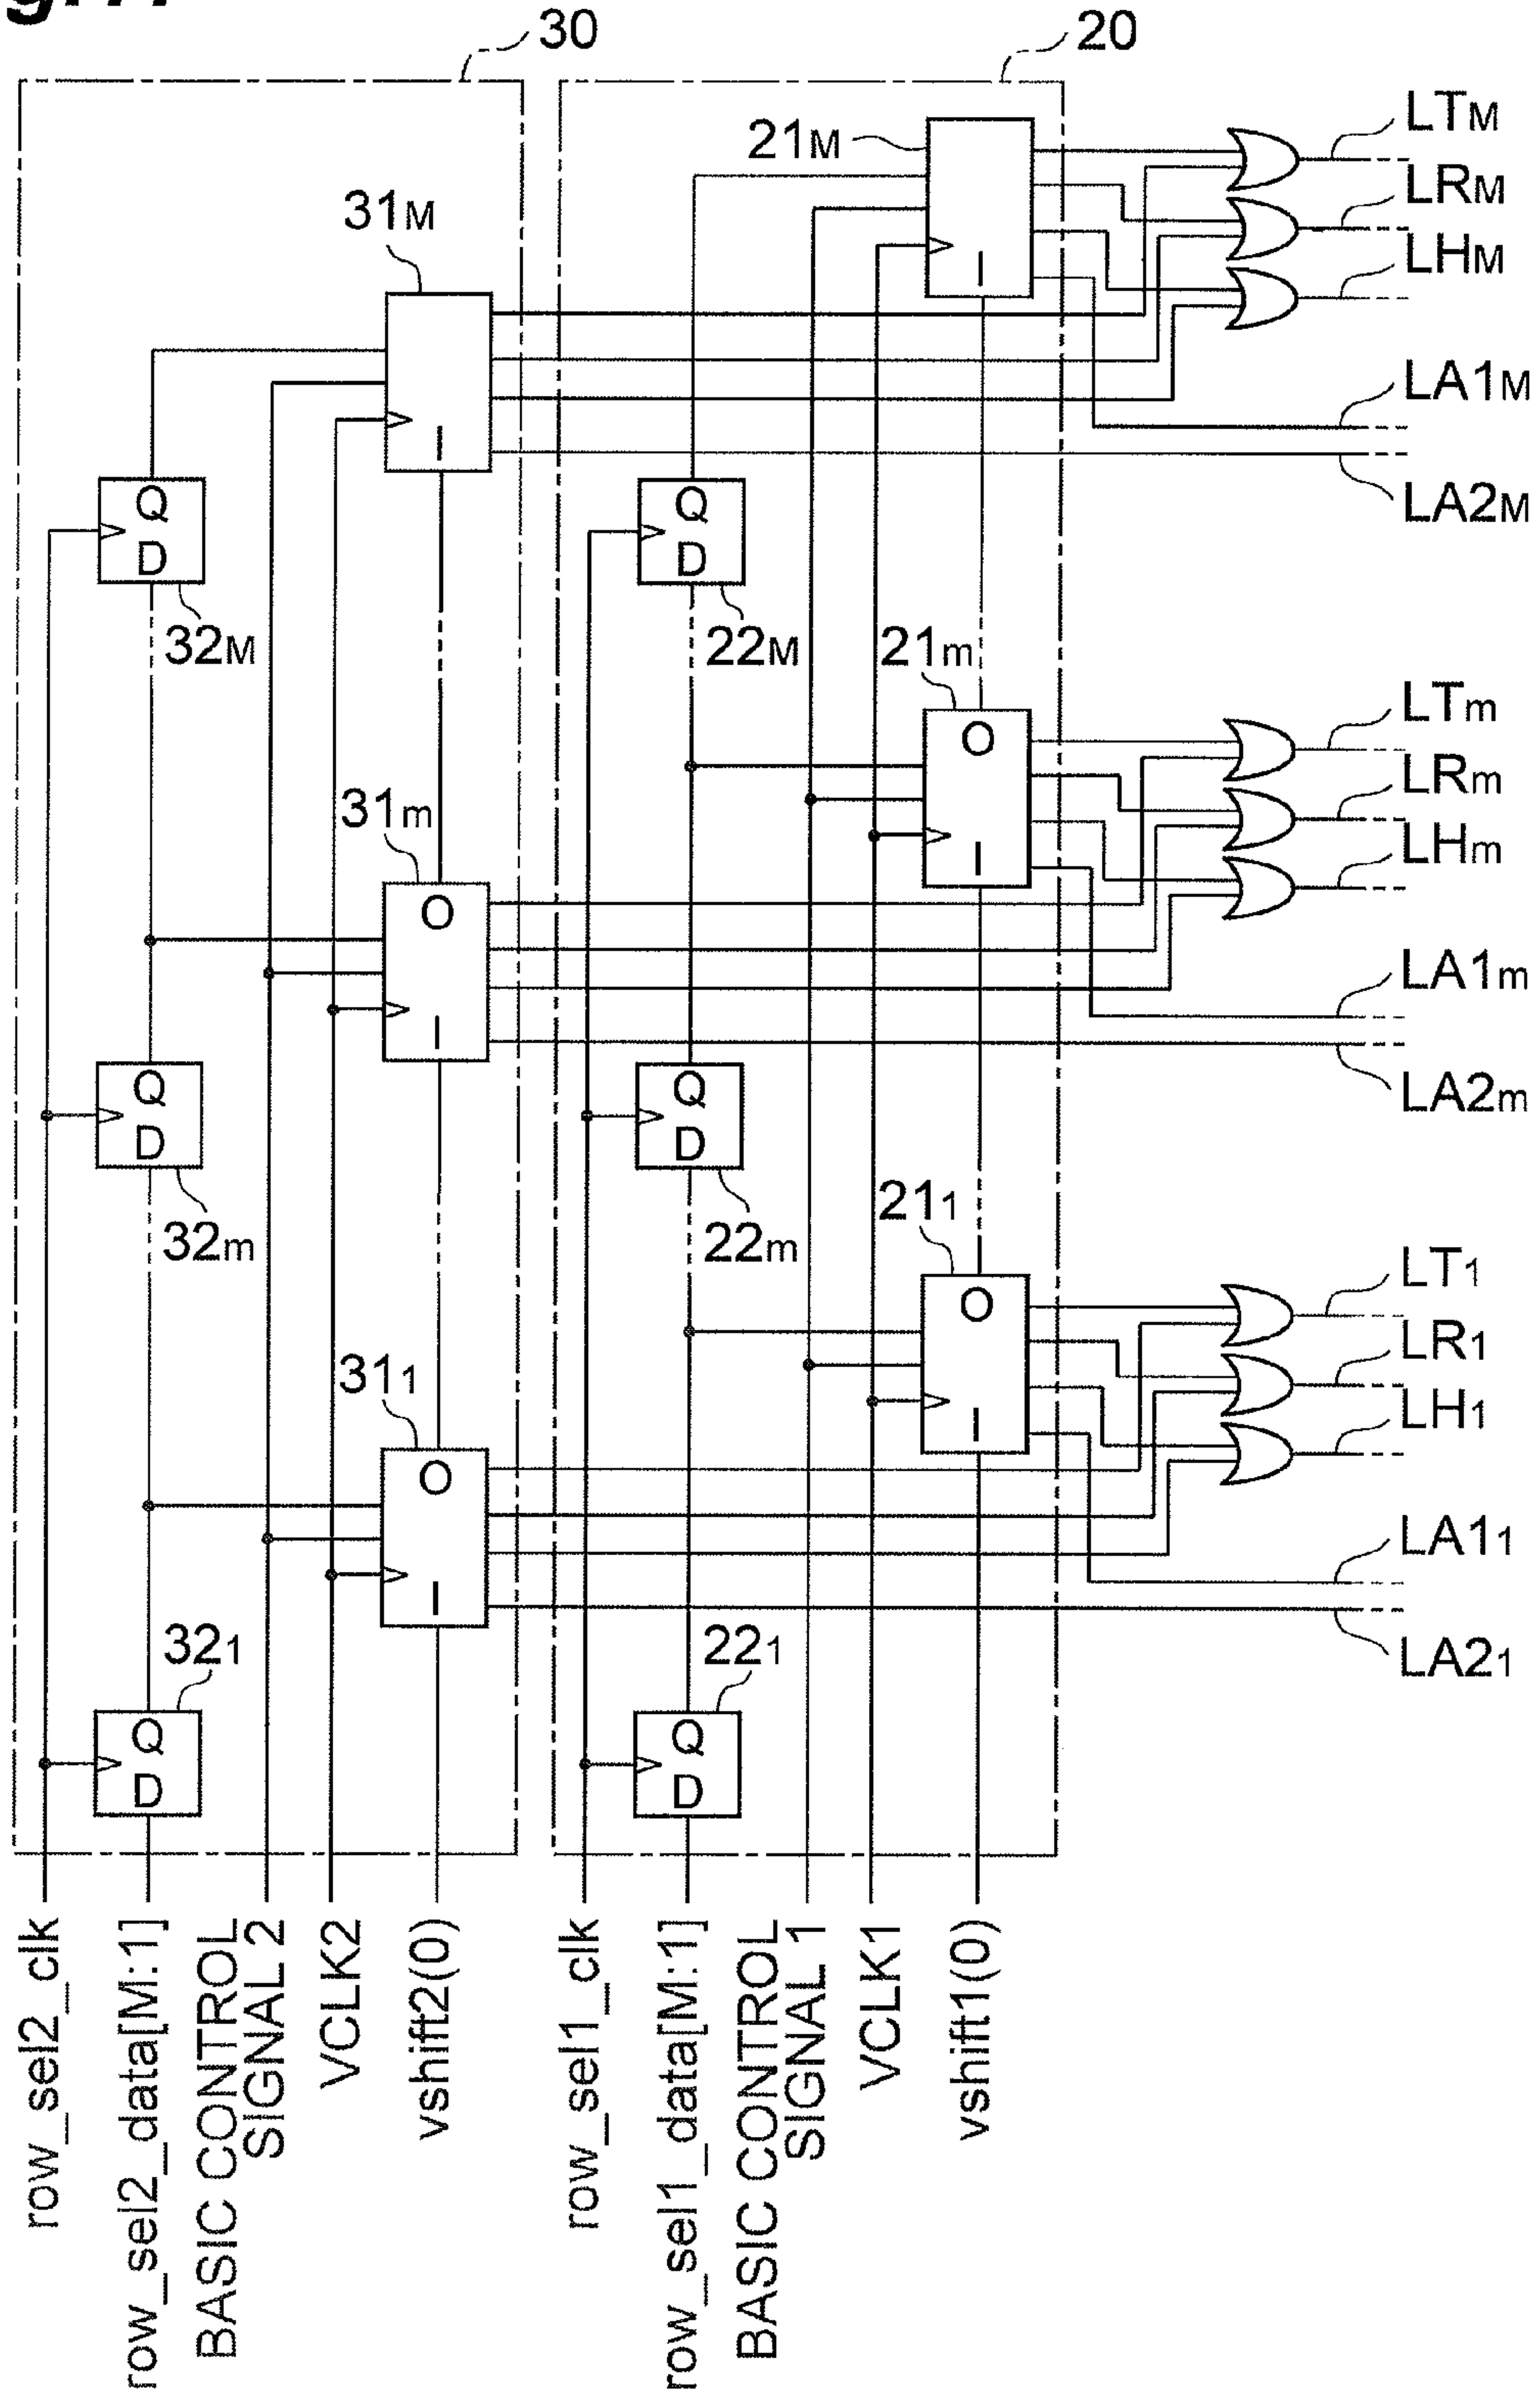 30
20
21M
LTM
LRM
LHM
31M
LA1M
LA2M
Q
D
32M
Q
D
22M
I
I
21m
O
I
LTm
LRm
LHm
31m
O
I
LA1m
LA2m
Q
D
32m
Q
D
22m
211
O
I
LT1
LR1
LH1
311
O
I
LA11
LA21
321
Q
D
221
Q
D
row_sel2_clk
row_sel2_data[M:1]
BASIC CONTROL
SIGNAL 2
VCLK2
vshift2(0)
row_sel1_clk
row_sel1_data[M:1]
BASIC CONTROL
SIGNAL 1
VCLK1
vshift1(0)